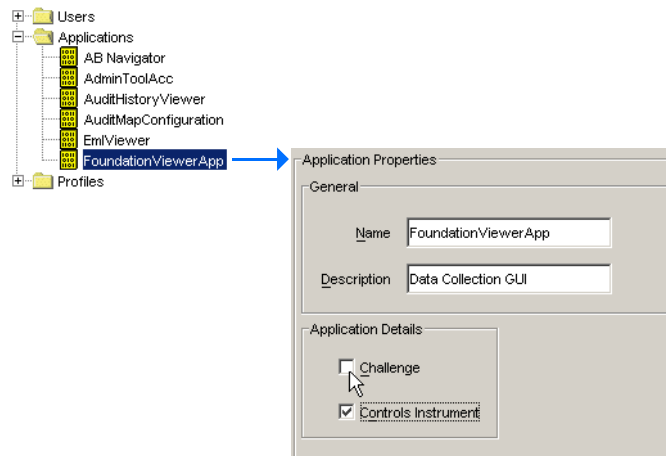 Users
Applications
AB Navigator
AdminToolAcc
AuditHistoryViewer
AuditMapConfiguration
EmlViewer
FoundationViewerApp
Profiles
Application Properties
General
Name FoundationViewerApp
Description Data Collection GUI
Application Details
Challenge
Controls Instrument